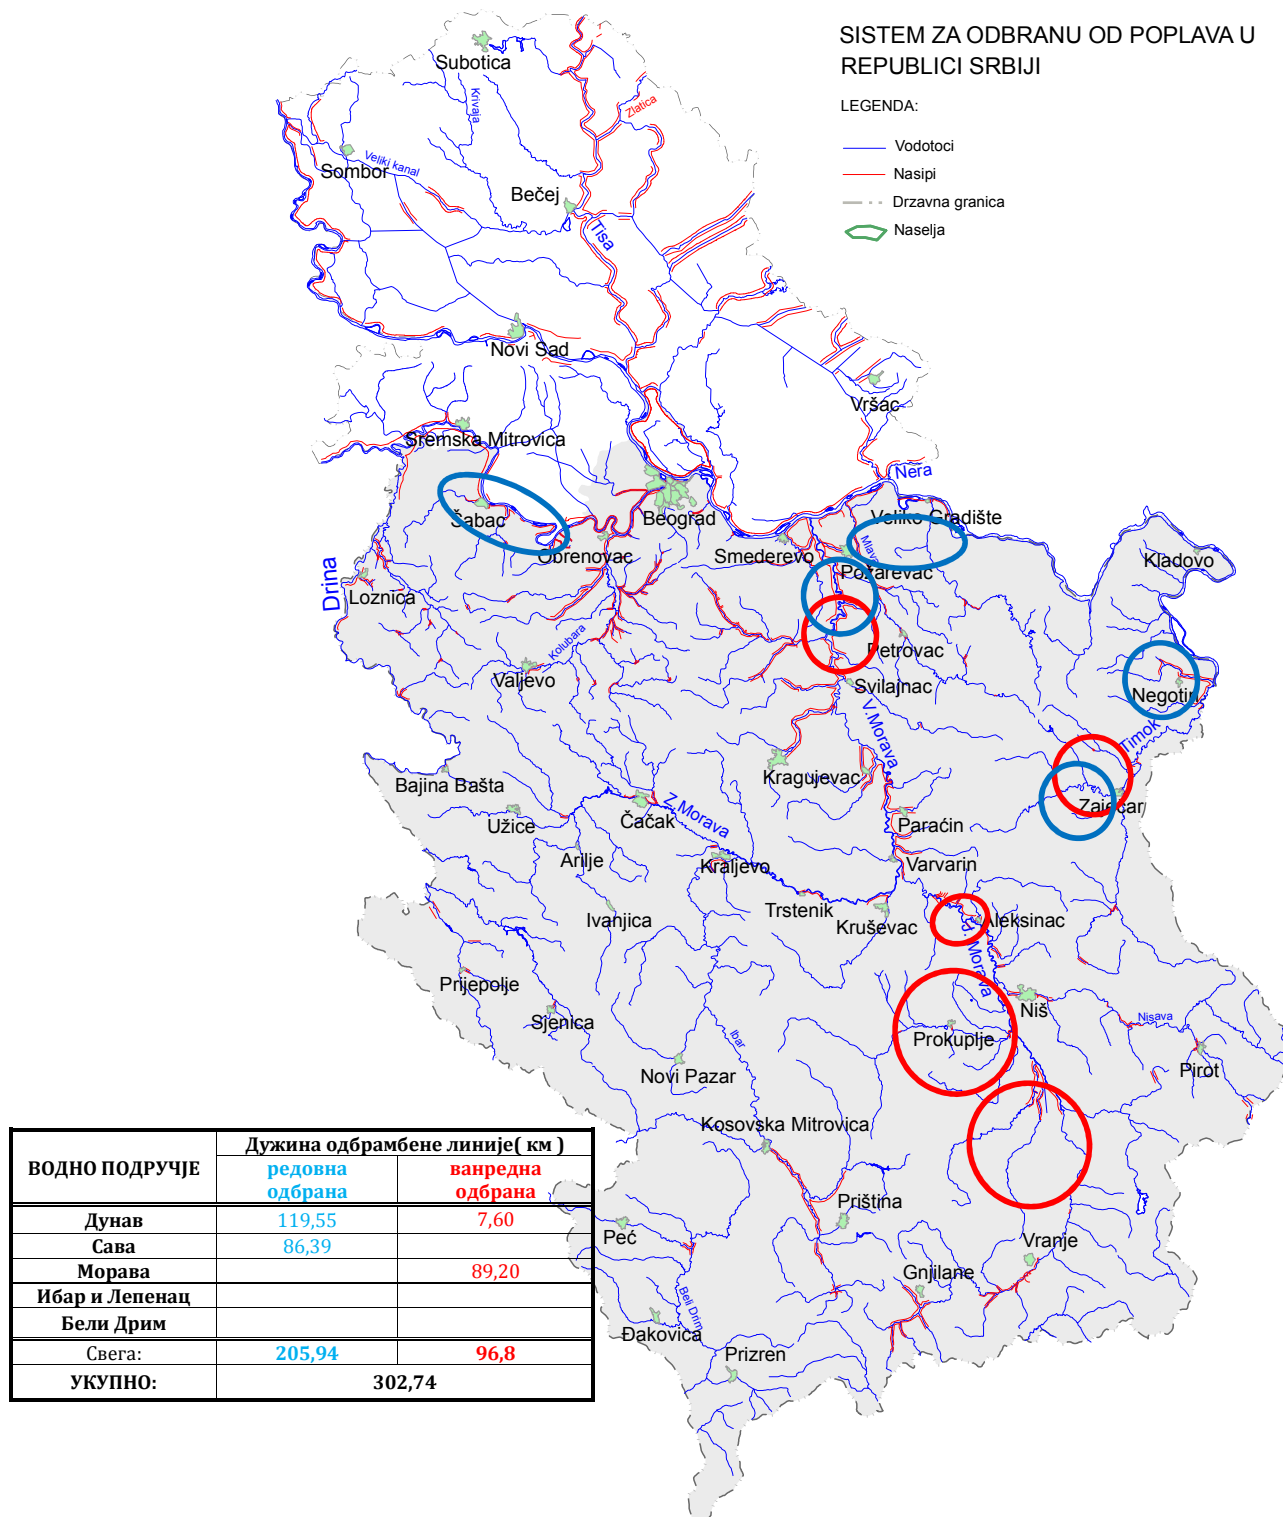 SISTEM ZA ODBRANU OD POPLAVA U
REPUBLICI SRBIJI
LEGENDA:
Vodotoci
Nasipi
Drzavna granica
Naselja
Subotica
Krivaja
Zlatica
Sombor
Veliki kanal
Bečej
Tisa
Novi Sad
Vršac
Sremska Mitrovica
Nera
Šabac
Beograd
Veliko Gradište
Obrenovac
Smederevo
Mlava
Požarevac
Kladovo
Drina
Loznica
Kolubara
Petrovac
Valjevo
Svilajnac
Negotin
V.Morava
Timok
Bajina Bašta
Kragujevac
Zaječar
Užice
Čačak
Z.Morava
Paraćin
Arilje
Kraljevo
Varvarin
Ivanjica
Trstenik
Kruševac
Aleksinac
J. Morava
Prijepolje
Sjenica
Niš
Nisava
Ibar
Prokuplje
Novi Pazar
Pirot
Kosovska Mitrovica
Priština
Peć
Vranje
Gnjilane
Beli Drim
Đakovica
Prizren
ВОДНО ПОДРУЧЈЕ
Дужина одбрамбене линије( км )
редовна
одбрана
ванредна
одбрана
Дунав 119,55 7,60
Сава 86,39
Морава 89,20
Ибар и Лепенац
Бели Дрим
Свега: 205,94 96,8
УКУПНО: 302,74